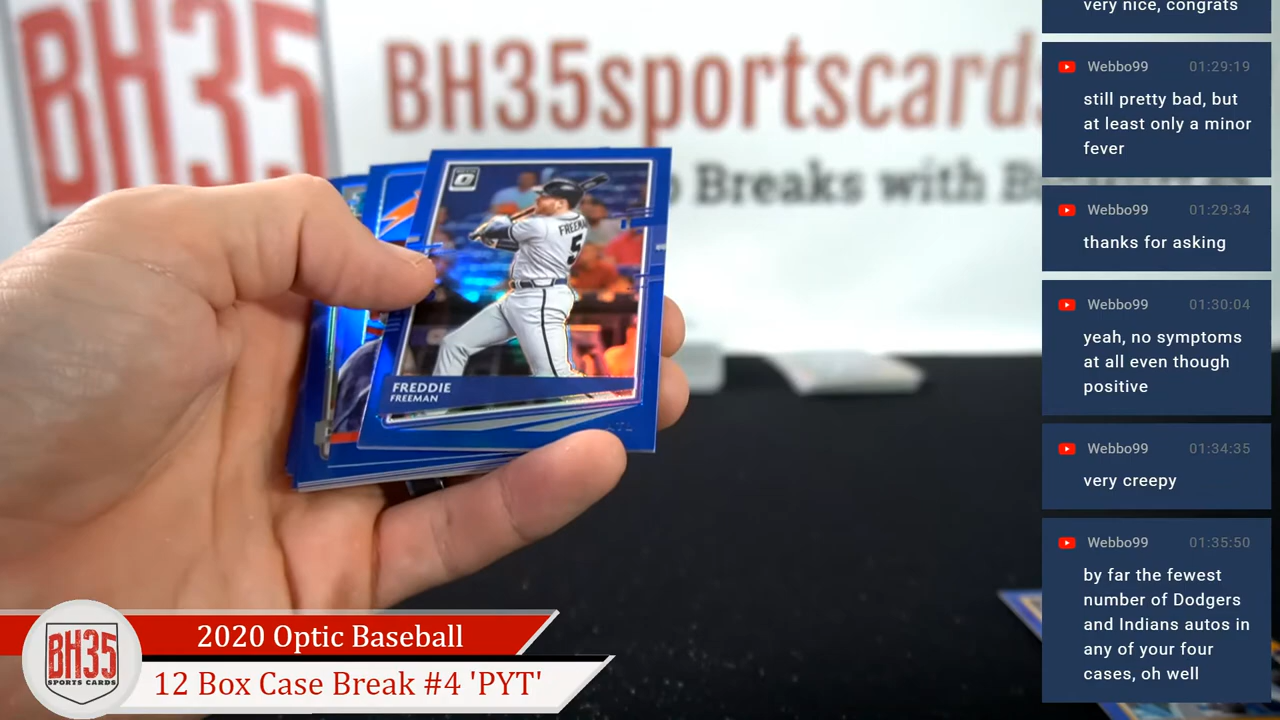 BH35
BH35sportscards
Breaks with
FREEMAN
5
FREDDIE
FREEMAN
very nice, congrats
Webbo99 01:29:19
still pretty bad, but
at least only a minor
fever
Webbo99 01:29:34
thanks for asking
Webbo99 01:30:04
yeah, no symptoms
at all even though
positive
Webbo99 01:34:35
very creepy
Webbo99 01:35:50
by far the fewest
number of Dodgers
and Indians autos in
any of your four
cases, oh well
BH35
SPORTS CARDS
2020 Optic Baseball
12 Box Case Break #4 'PYT'